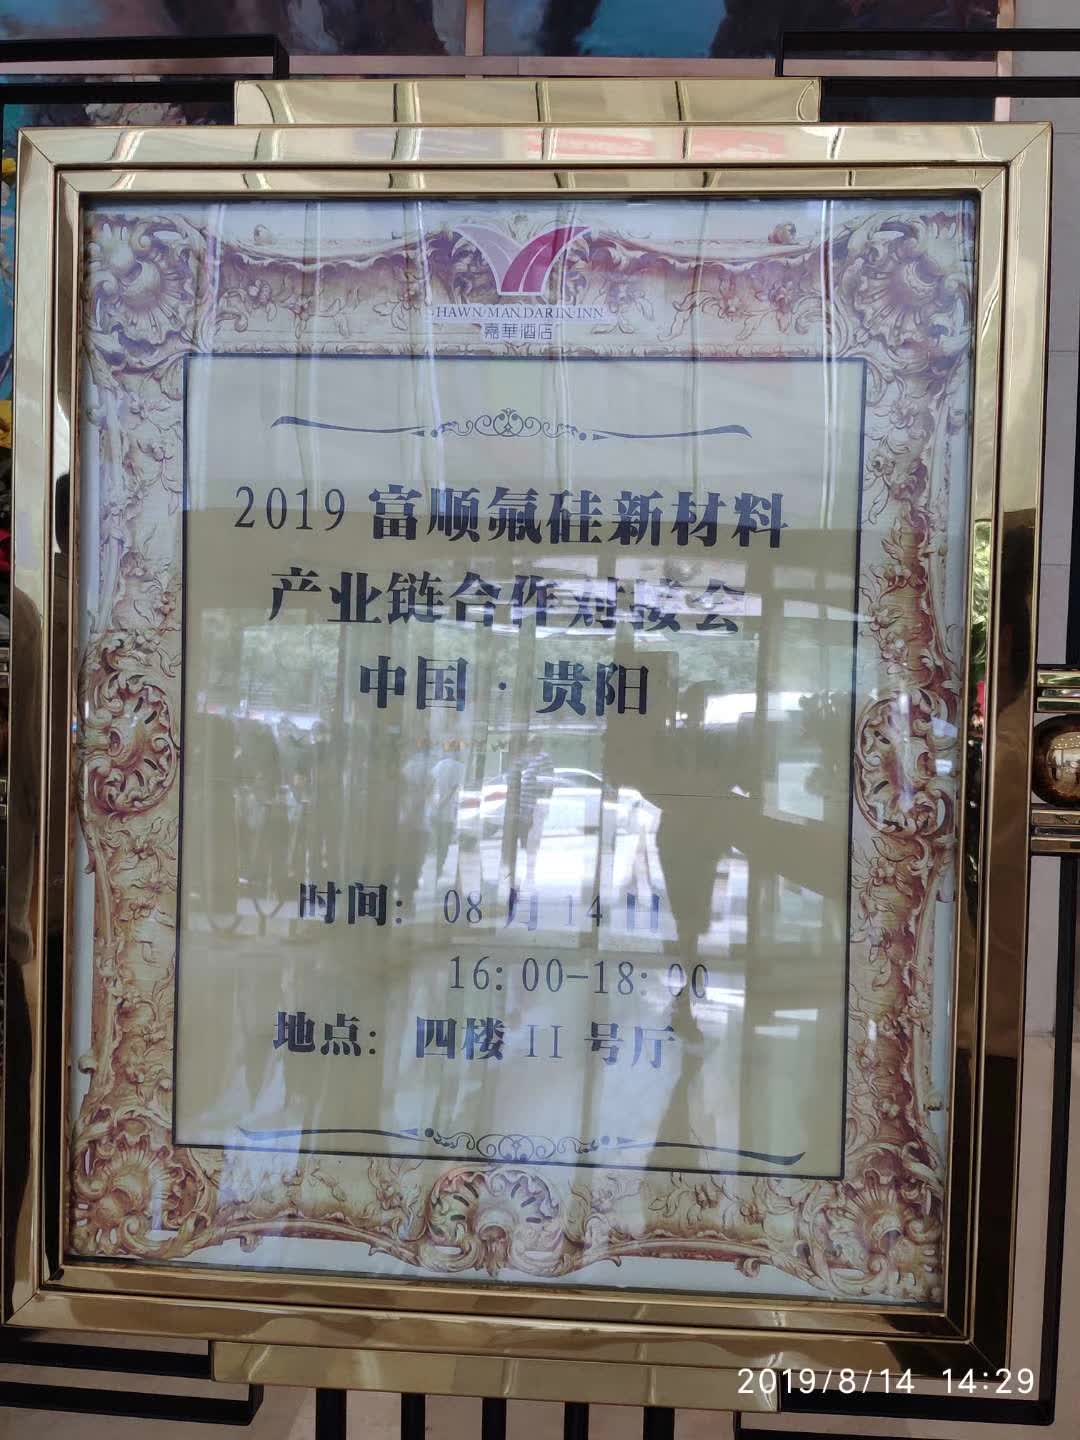 SHAWN MANDARIN INN
嘉華酒店
2019 富顺氟硅新材料
产业链合作对接会
中国·贵阳
时间: 08 月 14 日
16:00-18:00
地点: 四楼 II 号厅
2019/8/14 14:29